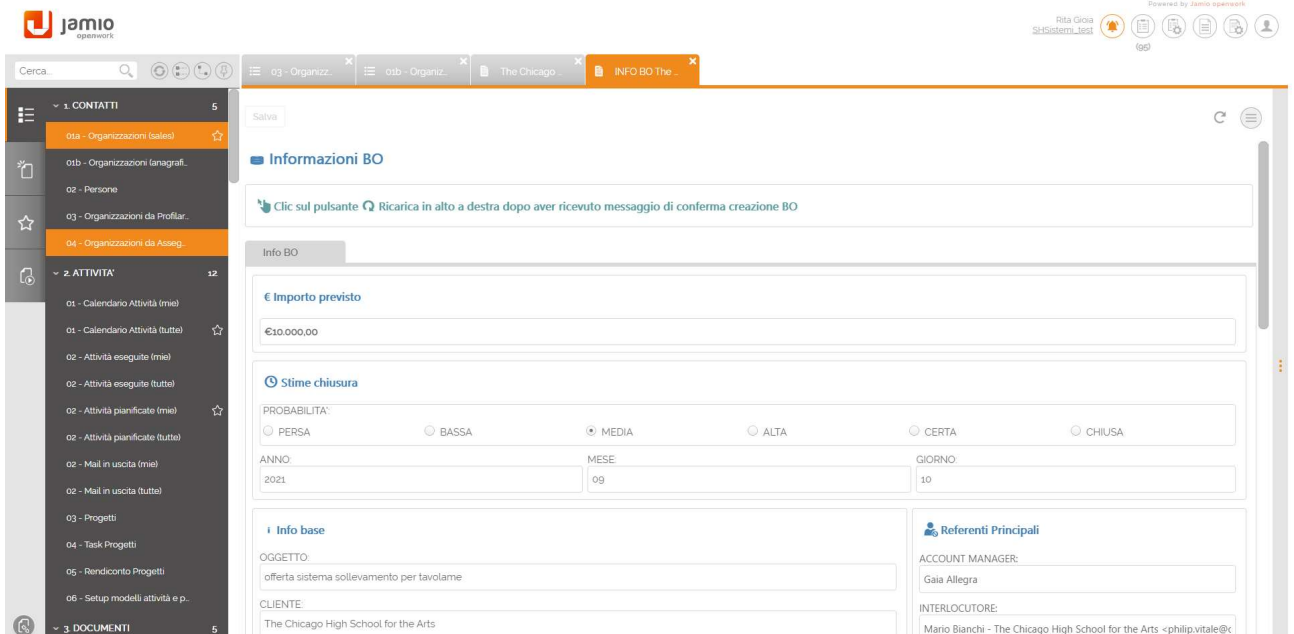 Powered by Jamio openwork
jamio
openwork
Rita Gioia
SHSistemi_test
(95)
Cerca...
03 - Organizz...
01b - Organiz...
The Chicago ...
INFO BO The ...
1. CONTATTI 5
01a - Organizzazioni (sales)
01b - Organizzazioni (anagrafi...
02 - Persone
03 - Organizzazioni da Profilar...
04 - Organizzazioni da Asseg...
2. ATTIVITA' 12
01 - Calendario Attività (mie)
01 - Calendario Attività (tutte)
02 - Attività eseguite (mie)
02 - Attività eseguite (tutte)
02 - Attività pianificate (mie)
02 - Attività pianificate (tutte)
02 - Mail in uscita (mie)
02 - Mail in uscita (tutte)
03 - Progetti
04 - Task Progetti
05 - Rendiconto Progetti
06 - Setup modelli attività e p...
3. DOCUMENTI 5
Salva
Informazioni BO
Clic sul pulsante Ricarica in alto a destra dopo aver ricevuto messaggio di conferma creazione BO
Info BO
€ Importo previsto
€10.000,00
Stime chiusura
PROBABILITA':
PERSA BASSA MEDIA ALTA CERTA CHIUSA
ANNO: MESE: GIORNO:
2021 09 10
Info base
OGGETTO:
offerta sistema sollevamento per tavolame
CLIENTE:
The Chicago High School for the Arts
Referenti Principali
ACCOUNT MANAGER:
Gaia Allegra
INTERLOCUTORE:
Mario Bianchi - The Chicago High School for the Arts <philip.vitale@c